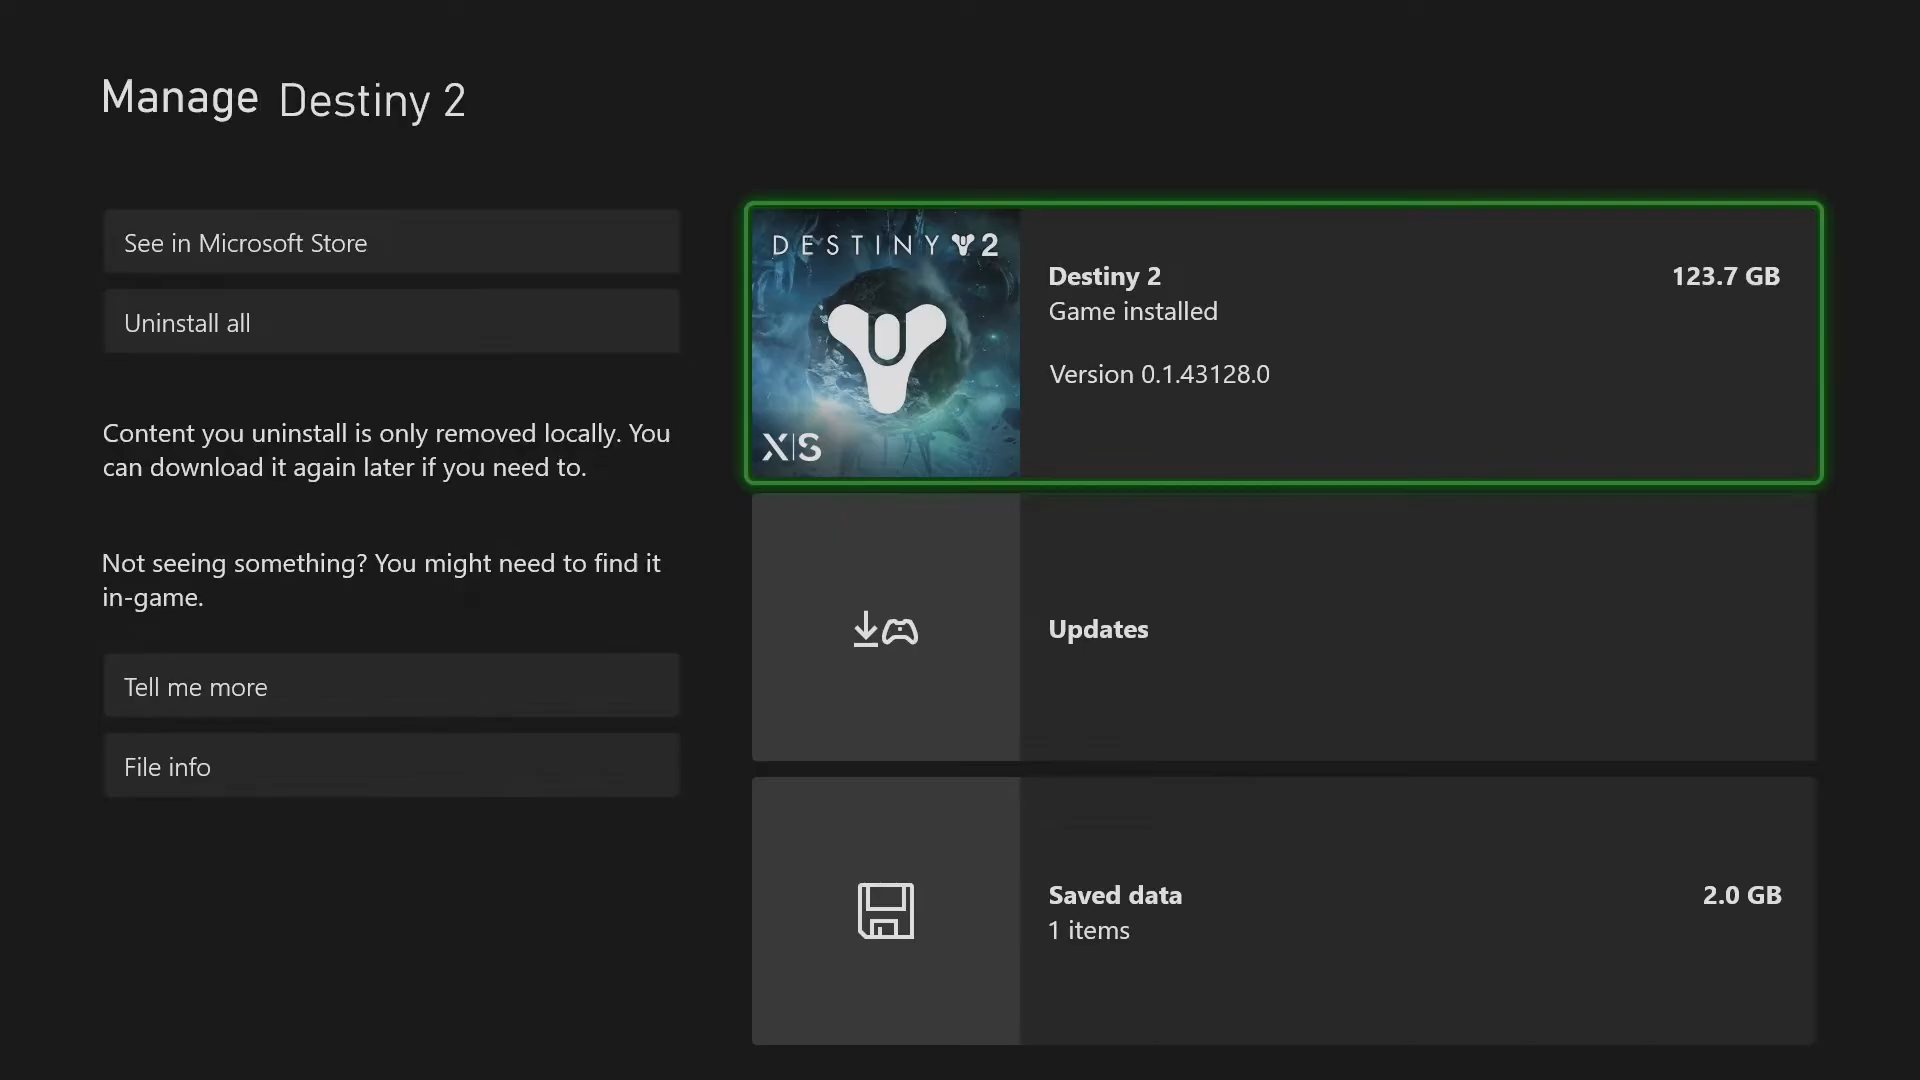 Manage Destiny 2
See in Microsoft Store
Uninstall all
Content you uninstall is only removed locally. You
can download it again later if you need to.
Not seeing something? You might need to find it
in-game.
Tell me more
File info
DESTINY 2
X|S
Destiny 2
123.7 GB
Game installed
Version 0.1.43128.0
Updates
Saved data
2.0 GB
1 items